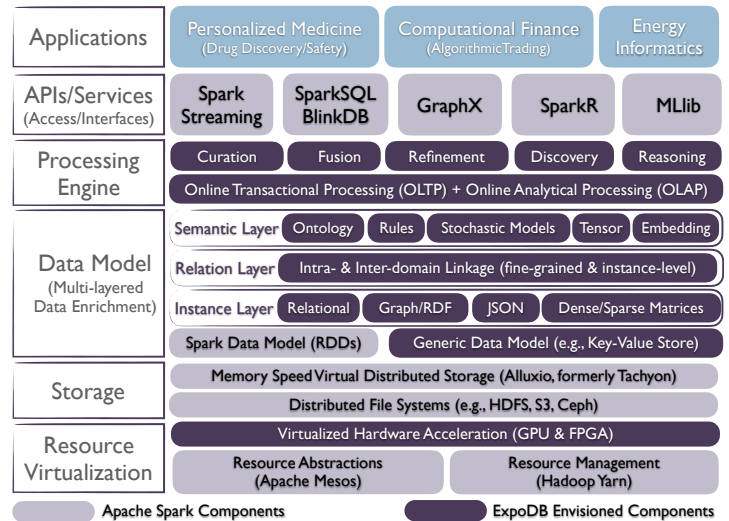 Applications
Personalized Medicine
(Drug Discovery/Safety)
Computational Finance
(Algorithmic Trading)
Energy
Informatics
APIs/Services
(Access/Interfaces)
Spark
Streaming
SparkSQL
BlinkDB
GraphX
SparkR
MLlib
Processing
Engine
Curation
Fusion
Refinement
Discovery
Reasoning
Online Transactional Processing (OLTP) + Online Analytical Processing (OLAP)
Data Model
(Multi-layered
Data Enrichment)
Semantic Layer
Ontology
Rules
Stochastic Models
Tensor
Embedding
Relation Layer
Intra- & Inter-domain Linkage (fine-grained & instance-level)
Instance Layer
Relational
Graph/RDF
JSON
Dense/Sparse Matrices
Spark Data Model (RDDs)
Generic Data Model (e.g., Key-Value Store)
Storage
Memory Speed Virtual Distributed Storage (Alluxio, formerly Tachyon)
Distributed File Systems (e.g., HDFS, S3, Ceph)
Resource
Virtualization
Virtualized Hardware Acceleration (GPU & FPGA)
Resource Abstractions
(Apache Mesos)
Resource Management
(Hadoop Yarn)
Apache Spark Components
ExpoDB Envisioned Components